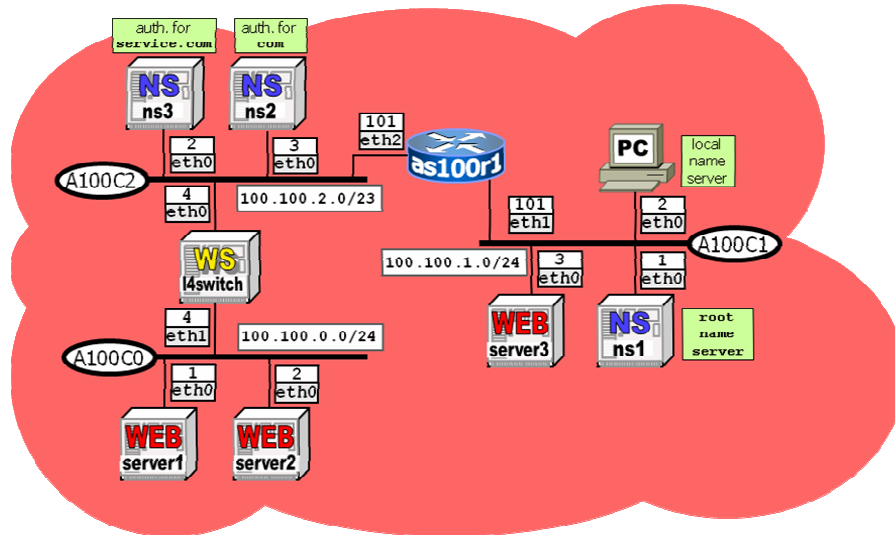 auth. for
service.com
auth. for
com
NS
ns3
NS
ns2
101
eth2
as100r1
PC
local
name
server
2
eth0
3
eth0
A100C2
4
eth0
100.100.2.0/23
101
eth1
2
eth0
A100C1
WS
l4switch
100.100.1.0/24
3
eth0
1
eth0
4
eth1
100.100.0.0/24
WEB
server3
NS
ns1
root
name
server
A100C0
1
eth0
2
eth0
WEB
server1
WEB
server2